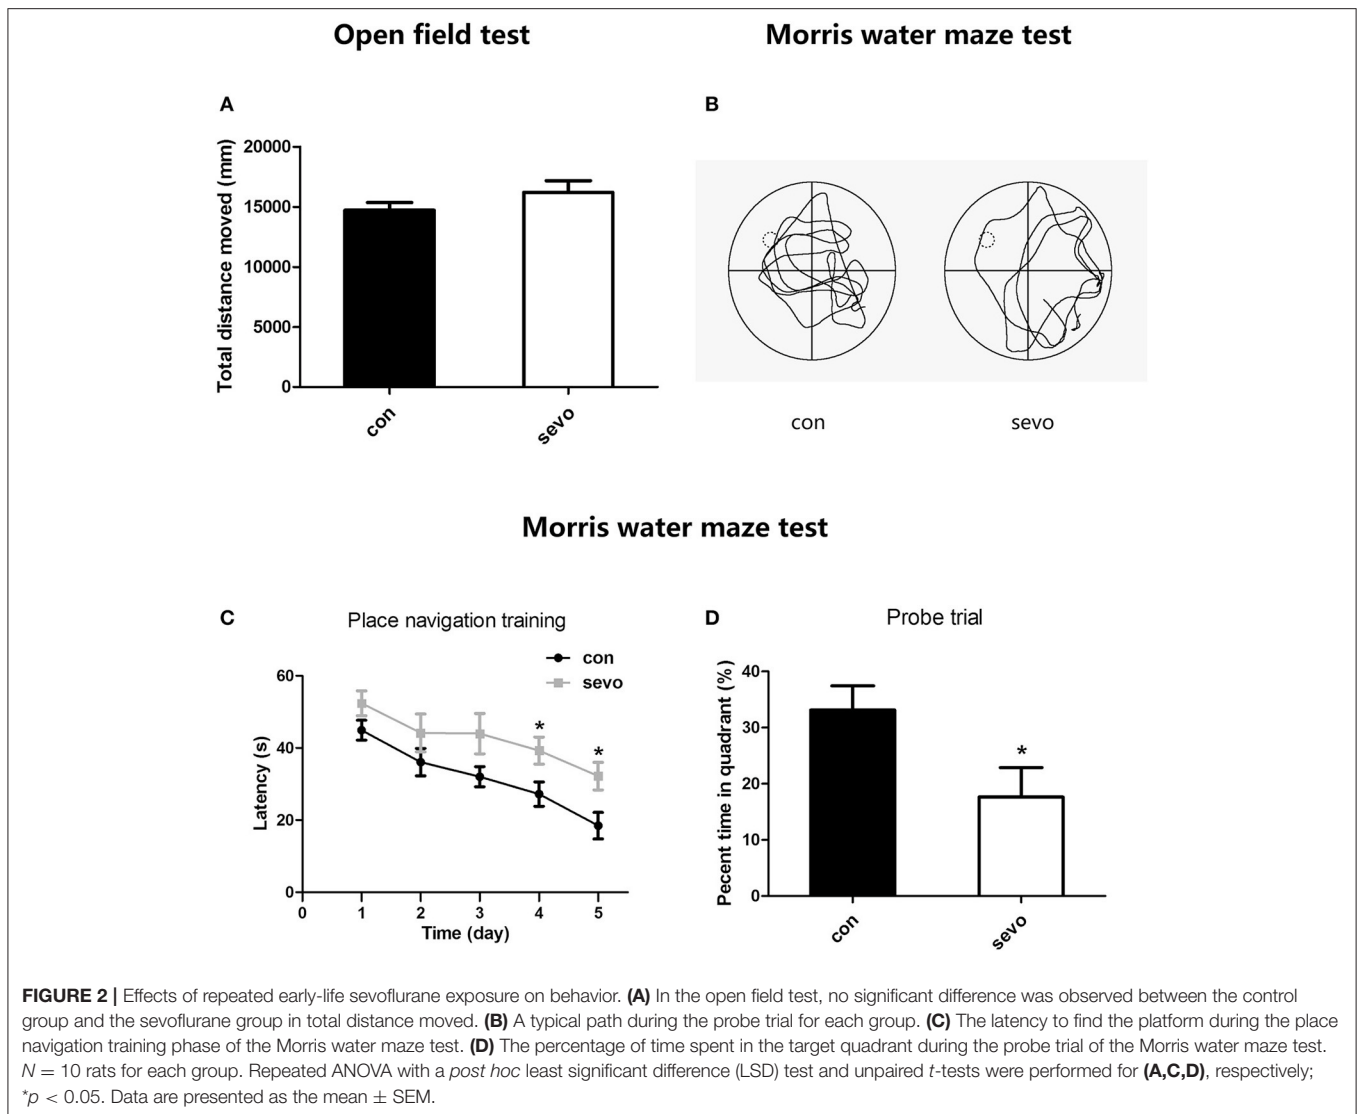 Open field test
Morris water maze test
A
Total distance moved (mm)
20000
15000
10000
5000
0
con
sevo
B
con
sevo
Morris water maze test
C
Place navigation training
con
sevo
Latency (s)
60
40
20
0
*
*
0 1 2 3 4 5
Time (day)
D
Probe trial
Pecent time in quadrant (%)
40
30
20
10
0
*
con
sevo
FIGURE 2 | Effects of repeated early-life sevoflurane exposure on behavior. (A) In the open field test, no significant difference was observed between the control
group and the sevoflurane group in total distance moved. (B) A typical path during the probe trial for each group. (C) The latency to find the platform during the place
navigation training phase of the Morris water maze test. (D) The percentage of time spent in the target quadrant during the probe trial of the Morris water maze test.
N = 10 rats for each group. Repeated ANOVA with a post hoc least significant difference (LSD) test and unpaired t-tests were performed for (A,C,D), respectively;
*p < 0.05. Data are presented as the mean ± SEM.